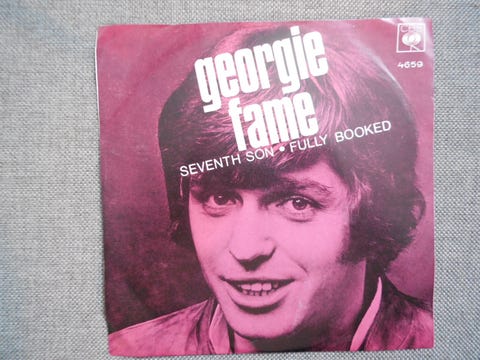 georgie
fame
SEVENTH SON • FULLY BOOKED
CBS
4659